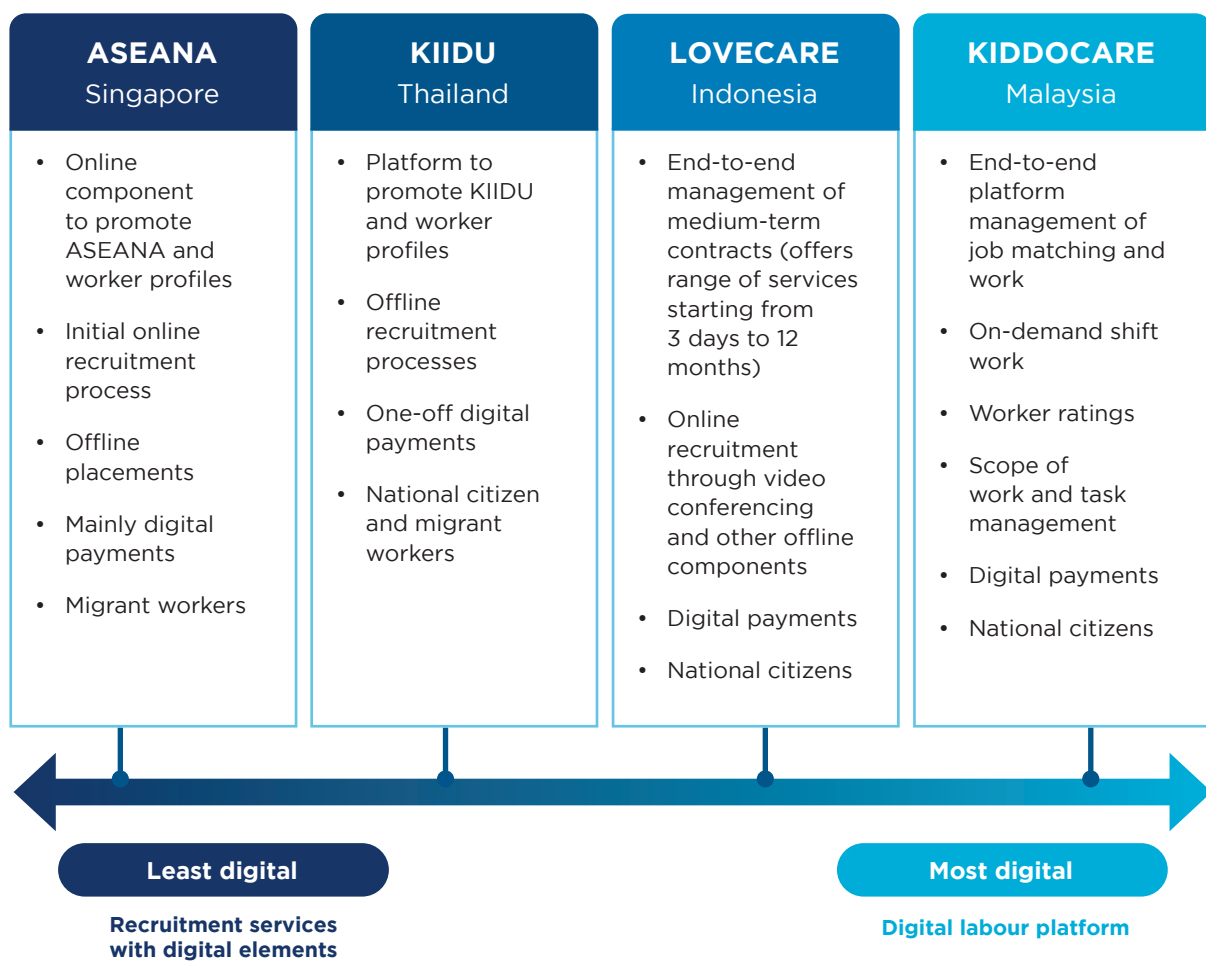 ASEANA
Singapore
• Online
component
to promote
ASEANA and
worker profiles
• Initial online
recruitment
process
• Offline
placements
• Mainly digital
payments
• Migrant workers
KIIDU
Thailand
• Platform to
promote KIIDU
and worker
profiles
• Offline
recruitment
processes
• One-off digital
payments
• National citizen
and migrant
workers
LOVECARE
Indonesia
• End-to-end
management of
medium-term
contracts (offers
range of services
starting from
3 days to 12
months)
• Online
recruitment
through video
conferencing
and other offline
components
• Digital payments
• National citizens
KIDDOCARE
Malaysia
• End-to-end
platform
management of
job matching and
work
• On-demand shift
work
• Worker ratings
• Scope of
work and task
management
• Digital payments
• National citizens
Least digital
Recruitment services
with digital elements
Most digital
Digital labour platform